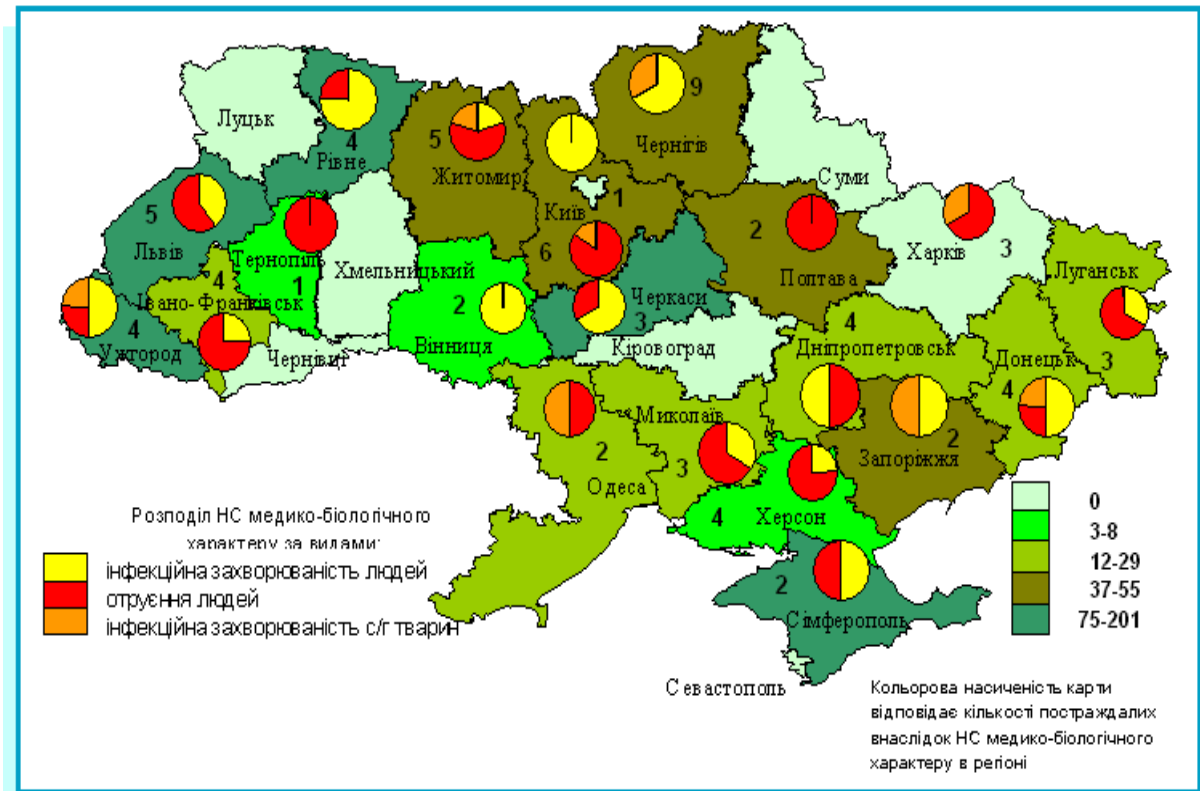 9
Луцьк
4
Рівне
5
Житомир
Чернігів
Суми
1
Київ
5
Львів
2
Полтава
Харків
3
Тернопіль
Хмельницький
6
Луганськ
4
1
Івано-Франківськ
2
Черкаси
3
4
Ужгород
Чернівці
Вінниця
Кіровоград
4
Дніпропетровськ
Донецьк
3
4
Миколаїв
2
Запоріжжя
2
3
Одеса
4
Херсон
2
Сімферополь
Севастополь
Розподіл НС медико-біологічного
характеру за видами:
інфекційна захворюваність людей
отруєння людей
інфекційна захворюваність с/г тварин
0
3-8
12-29
37-55
75-201
Кольорова насиченість карти
відповідає кількості постраждалих
внаслідок НС медико-біологічного
характеру в регіоні